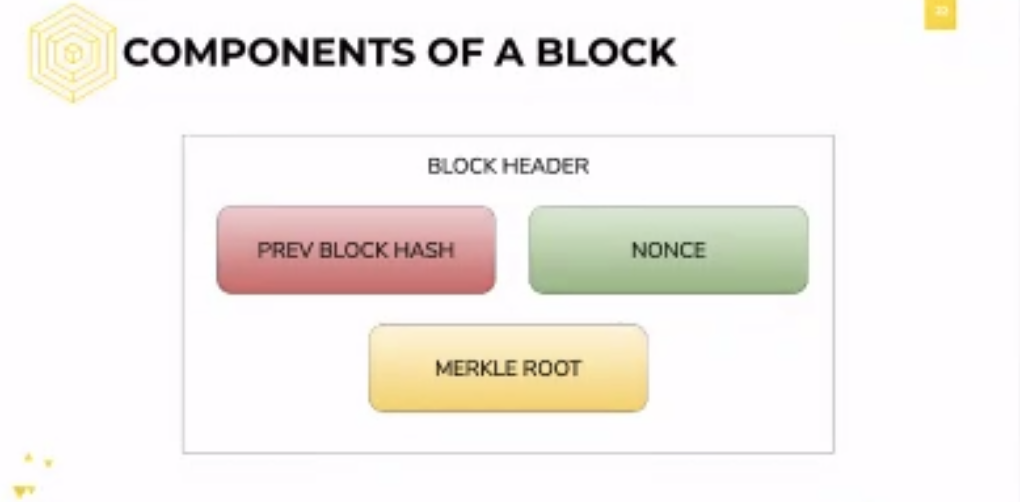 COMPONENTS OF A BLOCK
BLOCK HEADER
PREV BLOCK HASH
NONCE
MERKLE ROOT